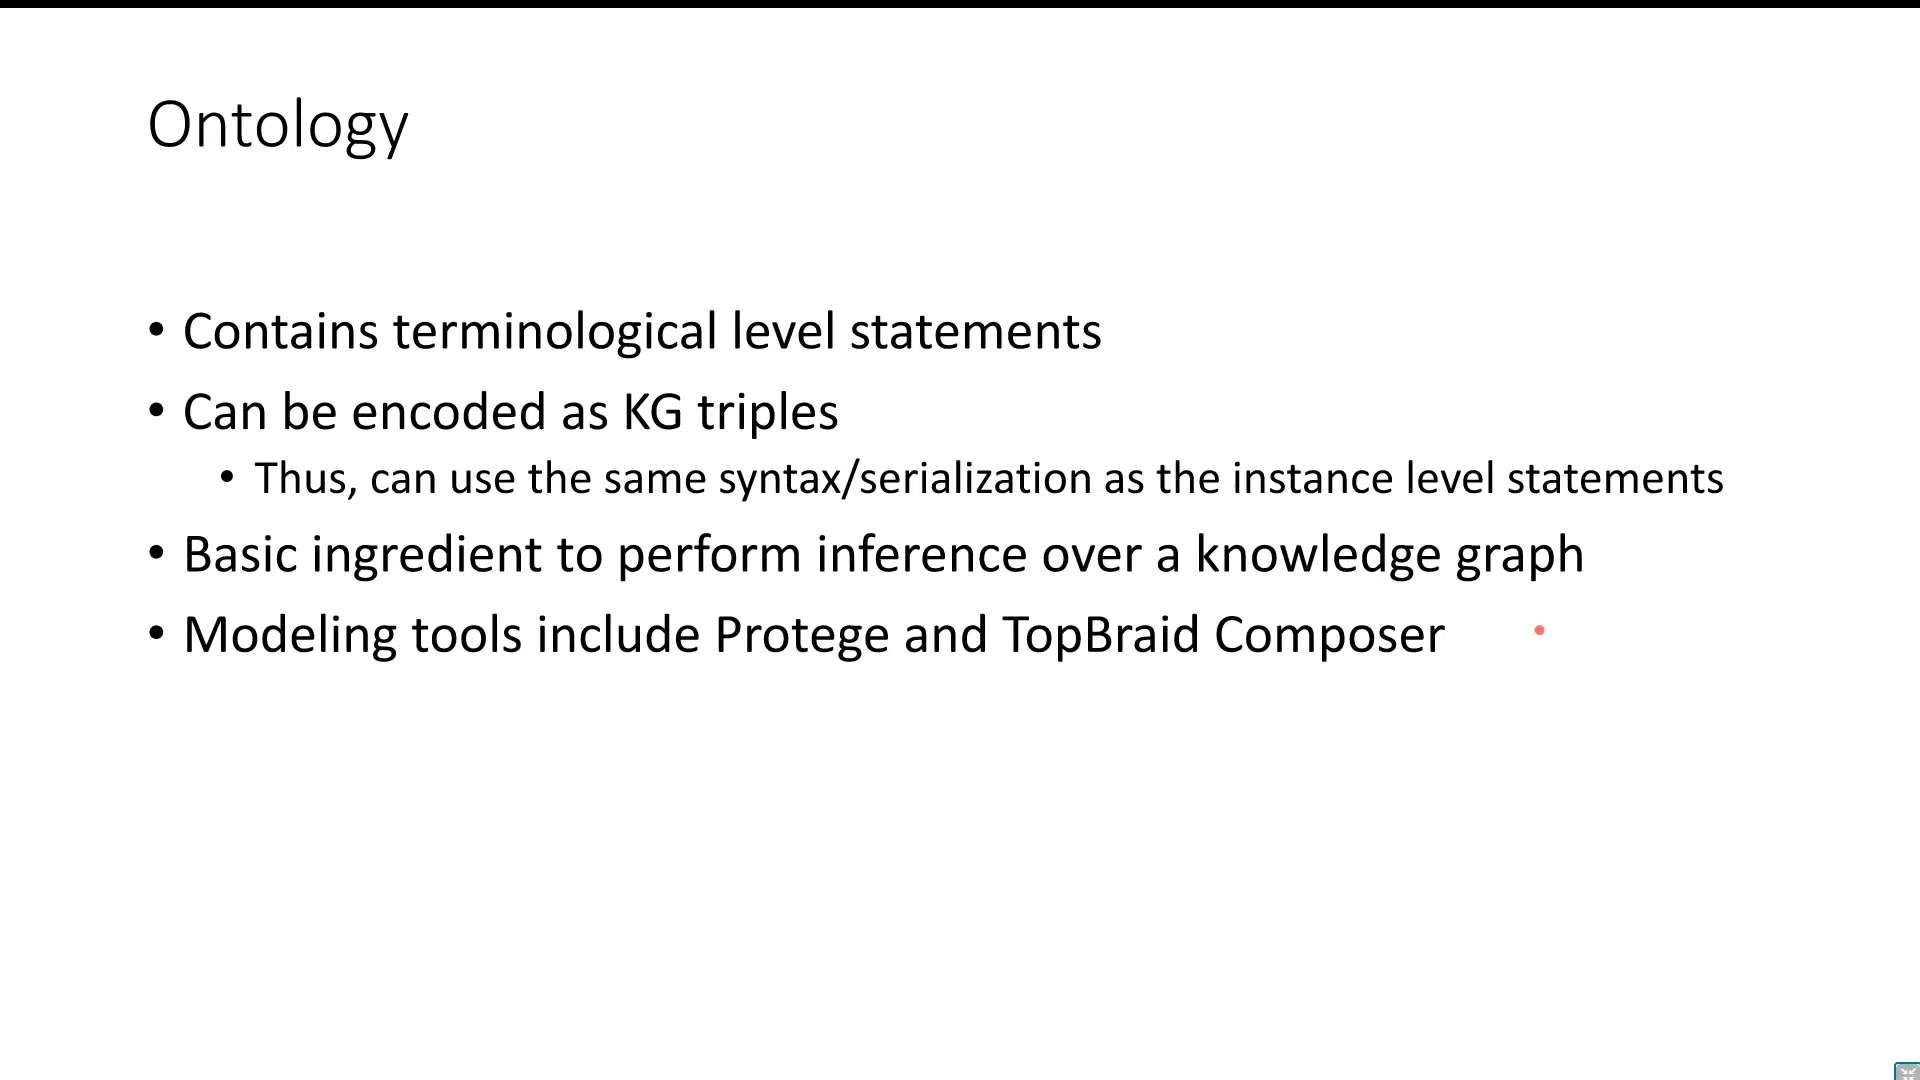 Ontology
• Contains terminological level statements
• Can be encoded as KG triples
• Thus, can use the same syntax/serialization as the instance level statements
• Basic ingredient to perform inference over a knowledge graph
• Modeling tools include Protege and TopBraid Composer